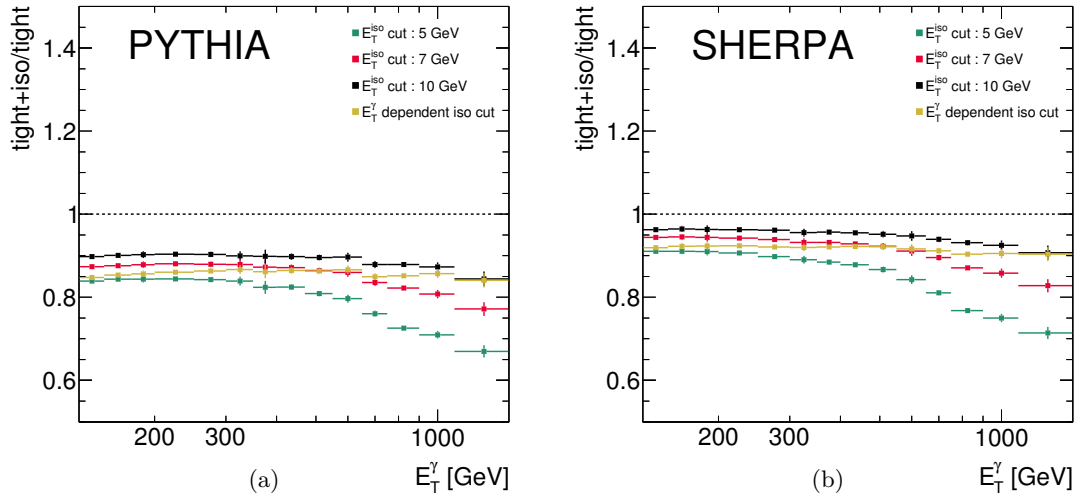 PYTHIA
E_T^iso cut : 5 GeV
E_T^iso cut : 7 GeV
E_T^iso cut : 10 GeV
E_T^γ dependent iso cut
tight+iso/tight
1.4
1.2
1
0.8
0.6
200
300
1000
E_T^γ [GeV]
(a)
SHERPA
E_T^iso cut : 5 GeV
E_T^iso cut : 7 GeV
E_T^iso cut : 10 GeV
E_T^γ dependent iso cut
tight+iso/tight
1.4
1.2
1
0.8
0.6
200
300
1000
E_T^γ [GeV]
(b)